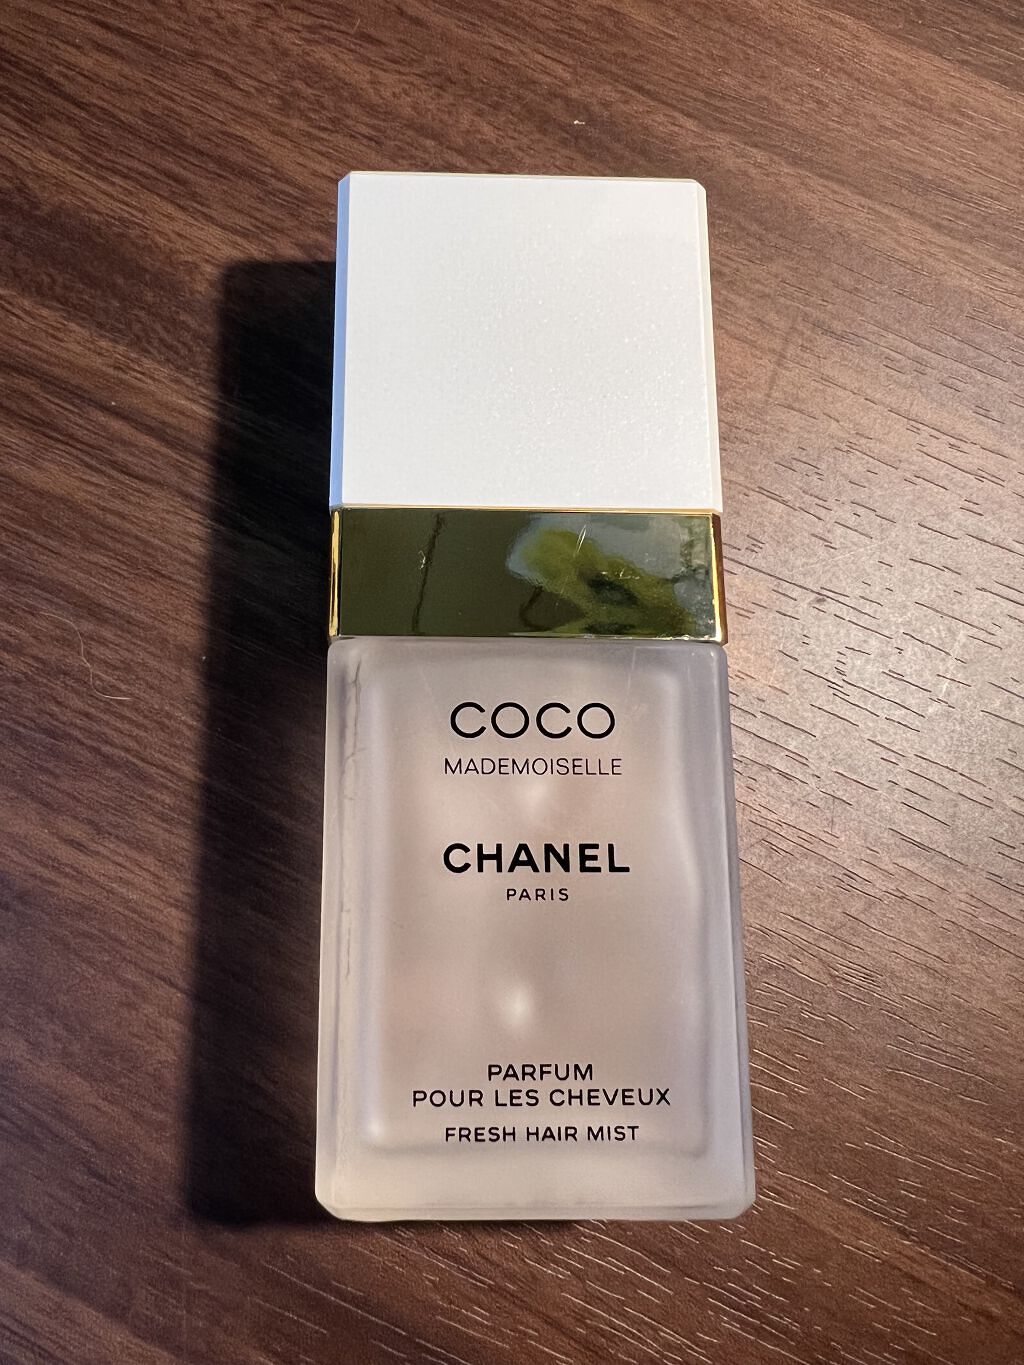 COCO
MADEMOISELLE
CHANEL
PARIS
PARFUM
POUR LES CHEVEUX
FRESH HAIR MIST